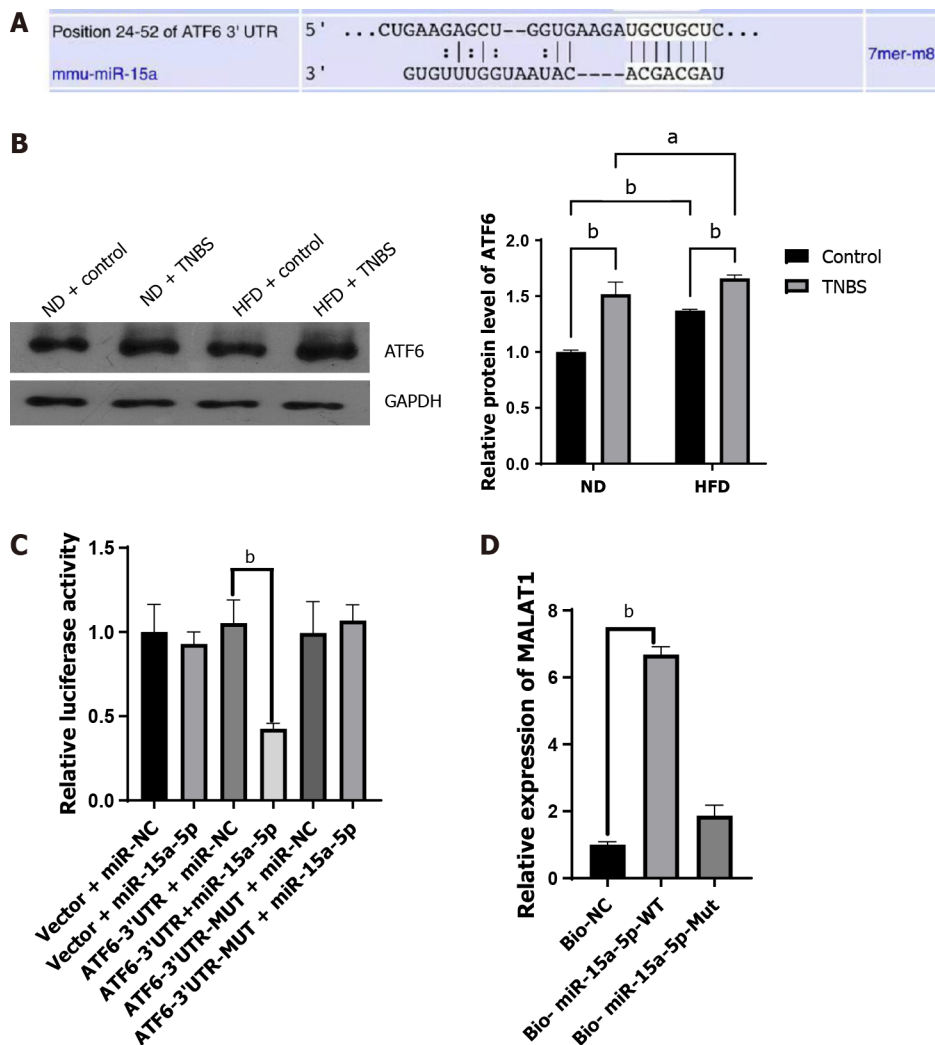 A
Position 24-52 of ATF6 3' UTR
5' ...CUGAAGAGCU--GGUGAAGAUGCUGCUC...
mmu-miR-15a
3' GUGUUUGGUAAUAC----ACGACGAU
7mer-m8
B
ND + control
ND + TNBS
HFD + control
HFD + TNBS
ATF6
GAPDH
Relative protein level of ATF6
2.0
1.5
1.0
0.5
0.0
a
b
b
b
ND
HFD
Control
TNBS
C
Relative luciferase activity
1.5
1.0
0.5
0.0
b
Vector + miR-NC
Vector + miR-15a-5p
ATF6-3'UTR + miR-NC
ATF6-3'UTR+miR-15a-5p
ATF6-3'UTR-MUT + miR-NC
ATF6-3'UTR-MUT + miR-15a-5p
D
Relative expression of MALAT1
8
6
4
2
0
b
Bio-NC
Bio- miR-15a-5p-WT
Bio- miR-15a-5p-Mut